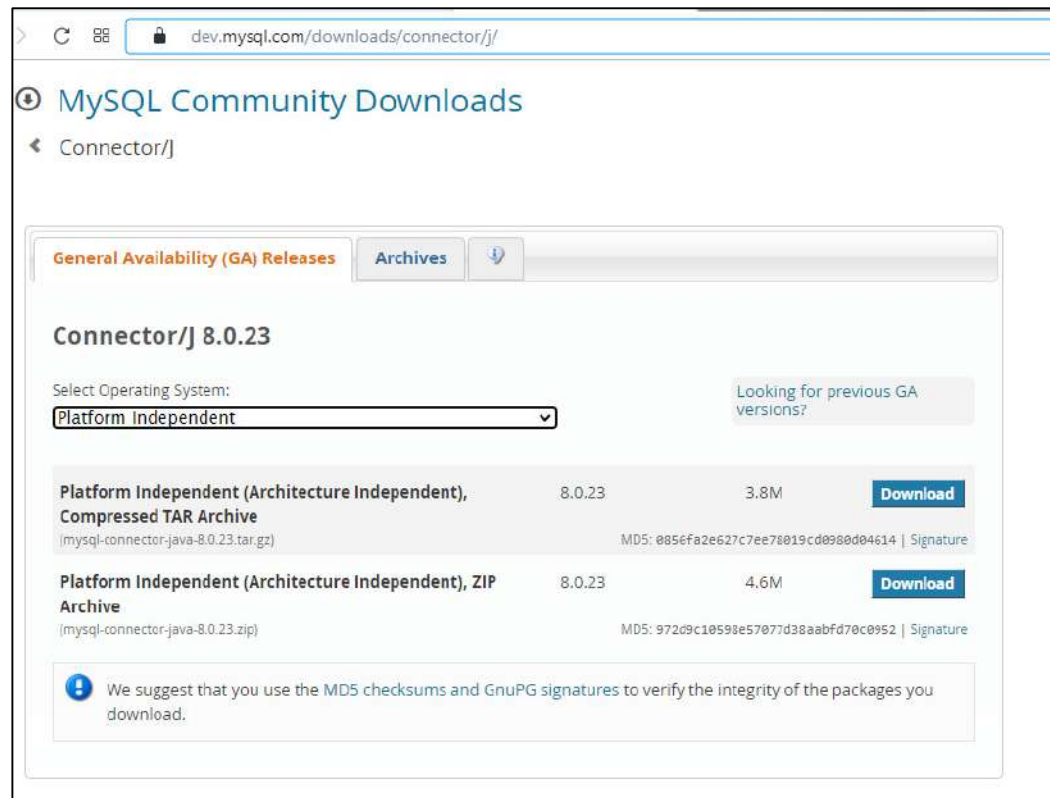 dev.mysql.com/downloads/connector/j/
MySQL Community Downloads
Connector/J
General Availability (GA) Releases
Archives
Connector/J 8.0.23
Select Operating System:
Looking for previous GA
versions?
Platform Independent
Platform Independent (Architecture Independent),
Compressed TAR Archive
8.0.23
3.8M
Download
(mysql-connector-java-8.0.23.tar.gz)
MD5: 0856fa2e627c7ee78019cd0980d04614 | Signature
Platform Independent (Architecture Independent), ZIP
Archive
8.0.23
4.6M
Download
(mysql-connector-java-8.0.23.zip)
MD5: 972d9c10598e57077d38aabfd70c0952 | Signature
We suggest that you use the MD5 checksums and GnuPG signatures to verify the integrity of the packages you
download.